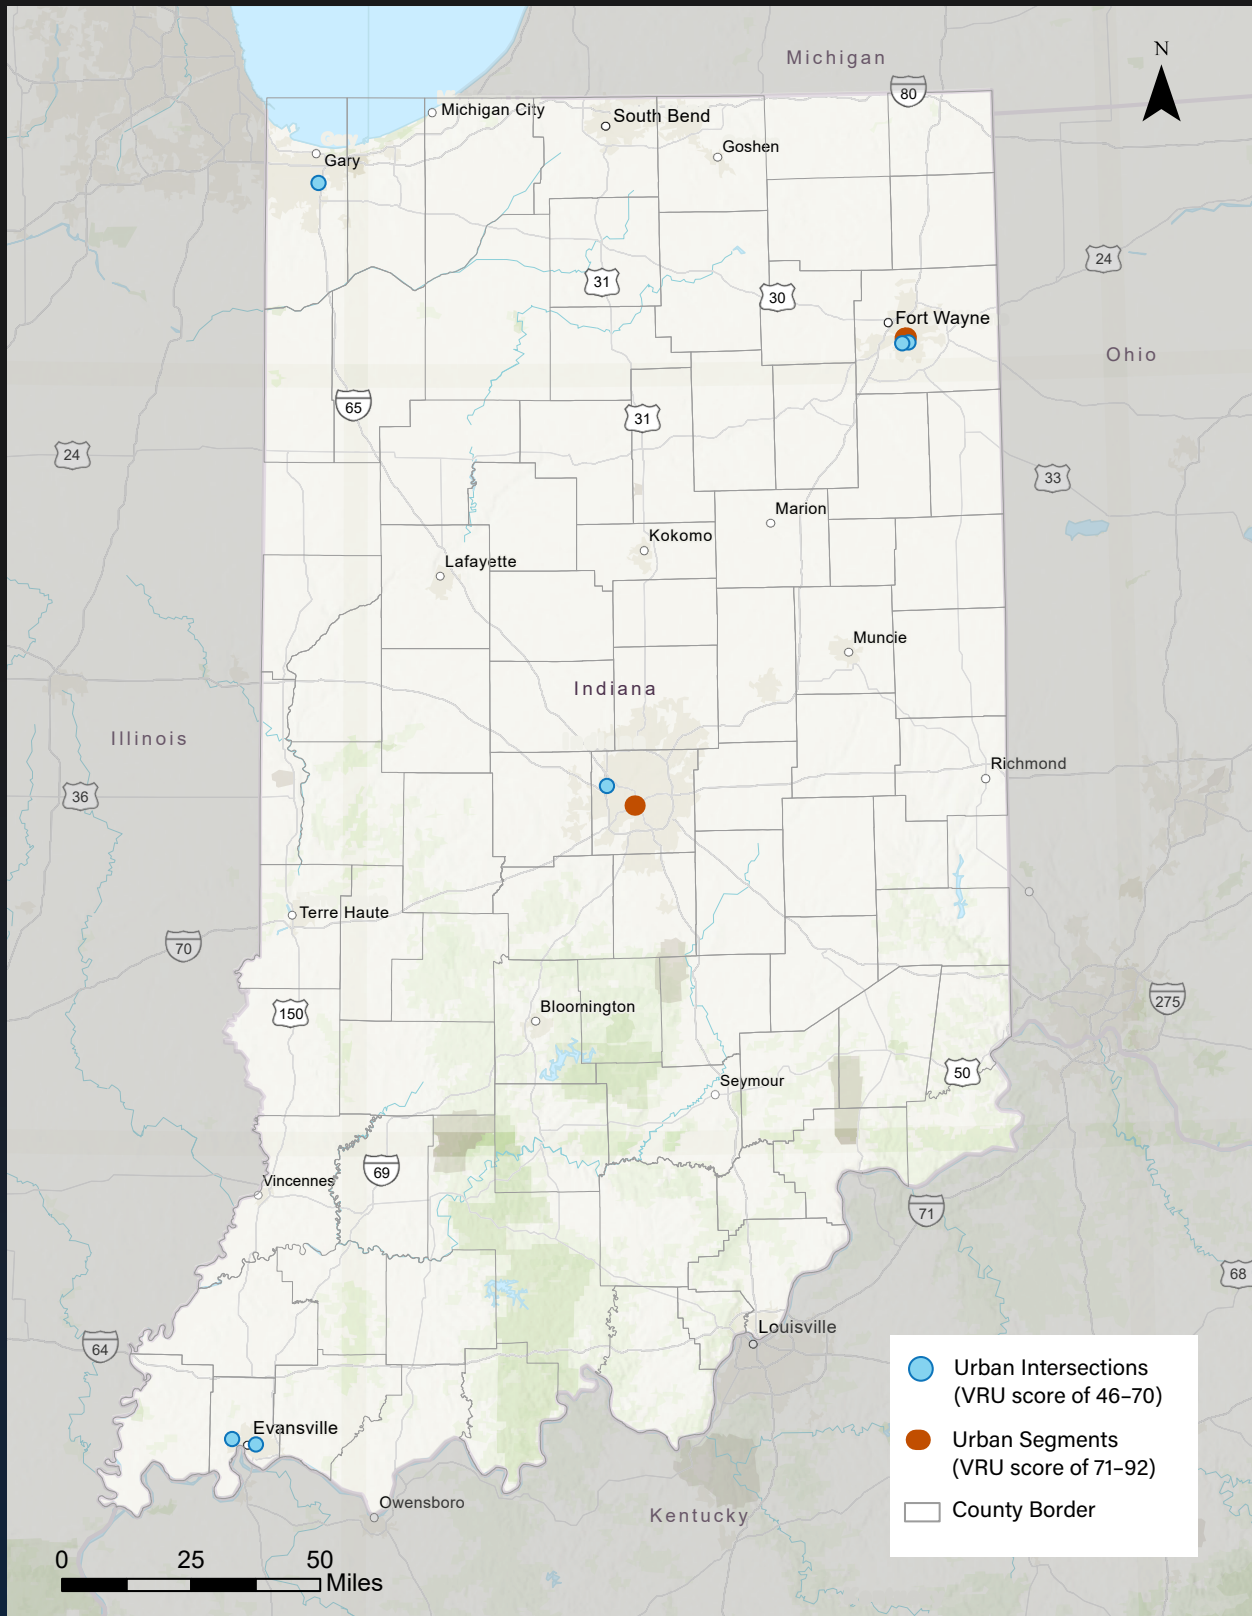 Michigan
N
80
Michigan City
South Bend
Goshen
Gary
24
31
30
Fort Wayne
Ohio
65
31
24
33
Marion
Kokomo
Lafayette
Muncie
Indiana
Illinois
Richmond
36
Terre Haute
70
275
150
Bloomington
50
Seymour
69
Vincennes
71
68
Louisville
64
Urban Intersections
(VRU score of 46–70)
Urban Segments
(VRU score of 71–92)
County Border
Evansville
Owensboro
Kentucky
0 25 50
Miles